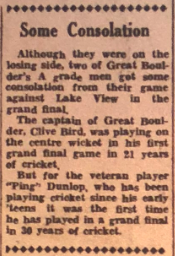 Some Consolation
Although they were on the
losing side, two of Great Boul-
der's A grade men got some
consolation from their game
against Lake View in the
grand final.
The captain of Great Boul-
der, Clive Bird, was playing on
the centre wicket in his first
grand final game in 21 years
of cricket.
But for the veteran player
"Ping" Dunlop, who has been
playing cricket since his early
'teens it was the first time
he has played in a grand final
in 30 years of cricket.